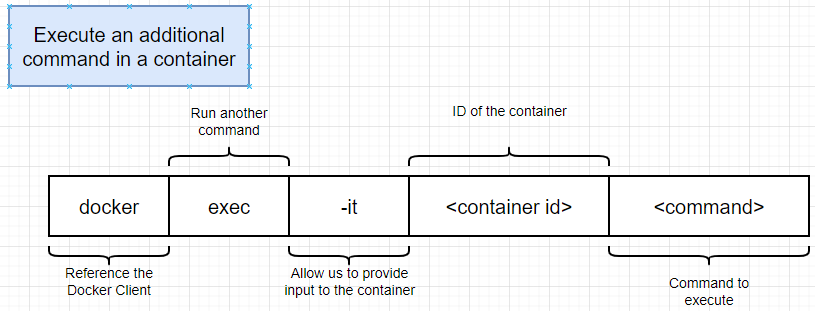 Execute an additional
command in a container
Run another
command
ID of the container
docker
exec
-it
<container id>
<command>
Reference the
Docker Client
Allow us to provide
input to the container
Command to
execute